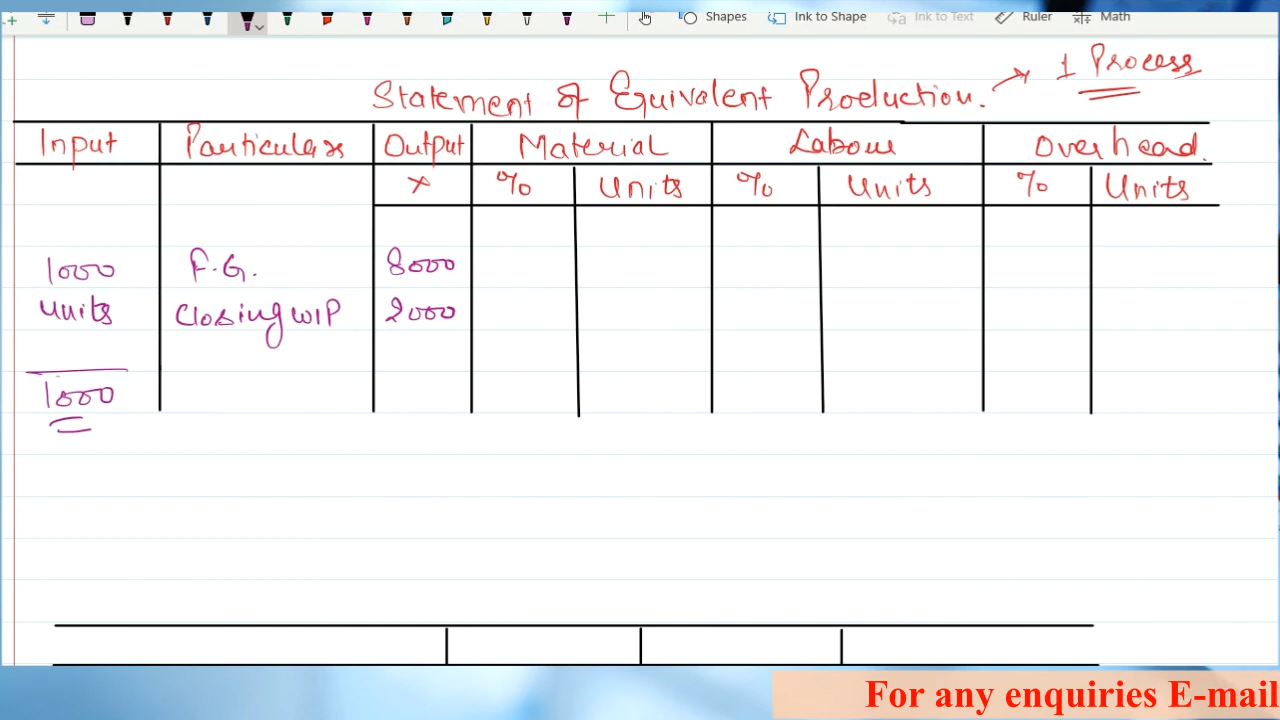 Shapes Ink to Shape Ink to Text Ruler Math
Statement of Equivalent Production. → 1 Process
Input Particulars Output Material Labour Overhead.
x % Units % Units % Units
1000 F.G. 8000
Units Closing WIP 2000
1000
For any enquiries E-mail